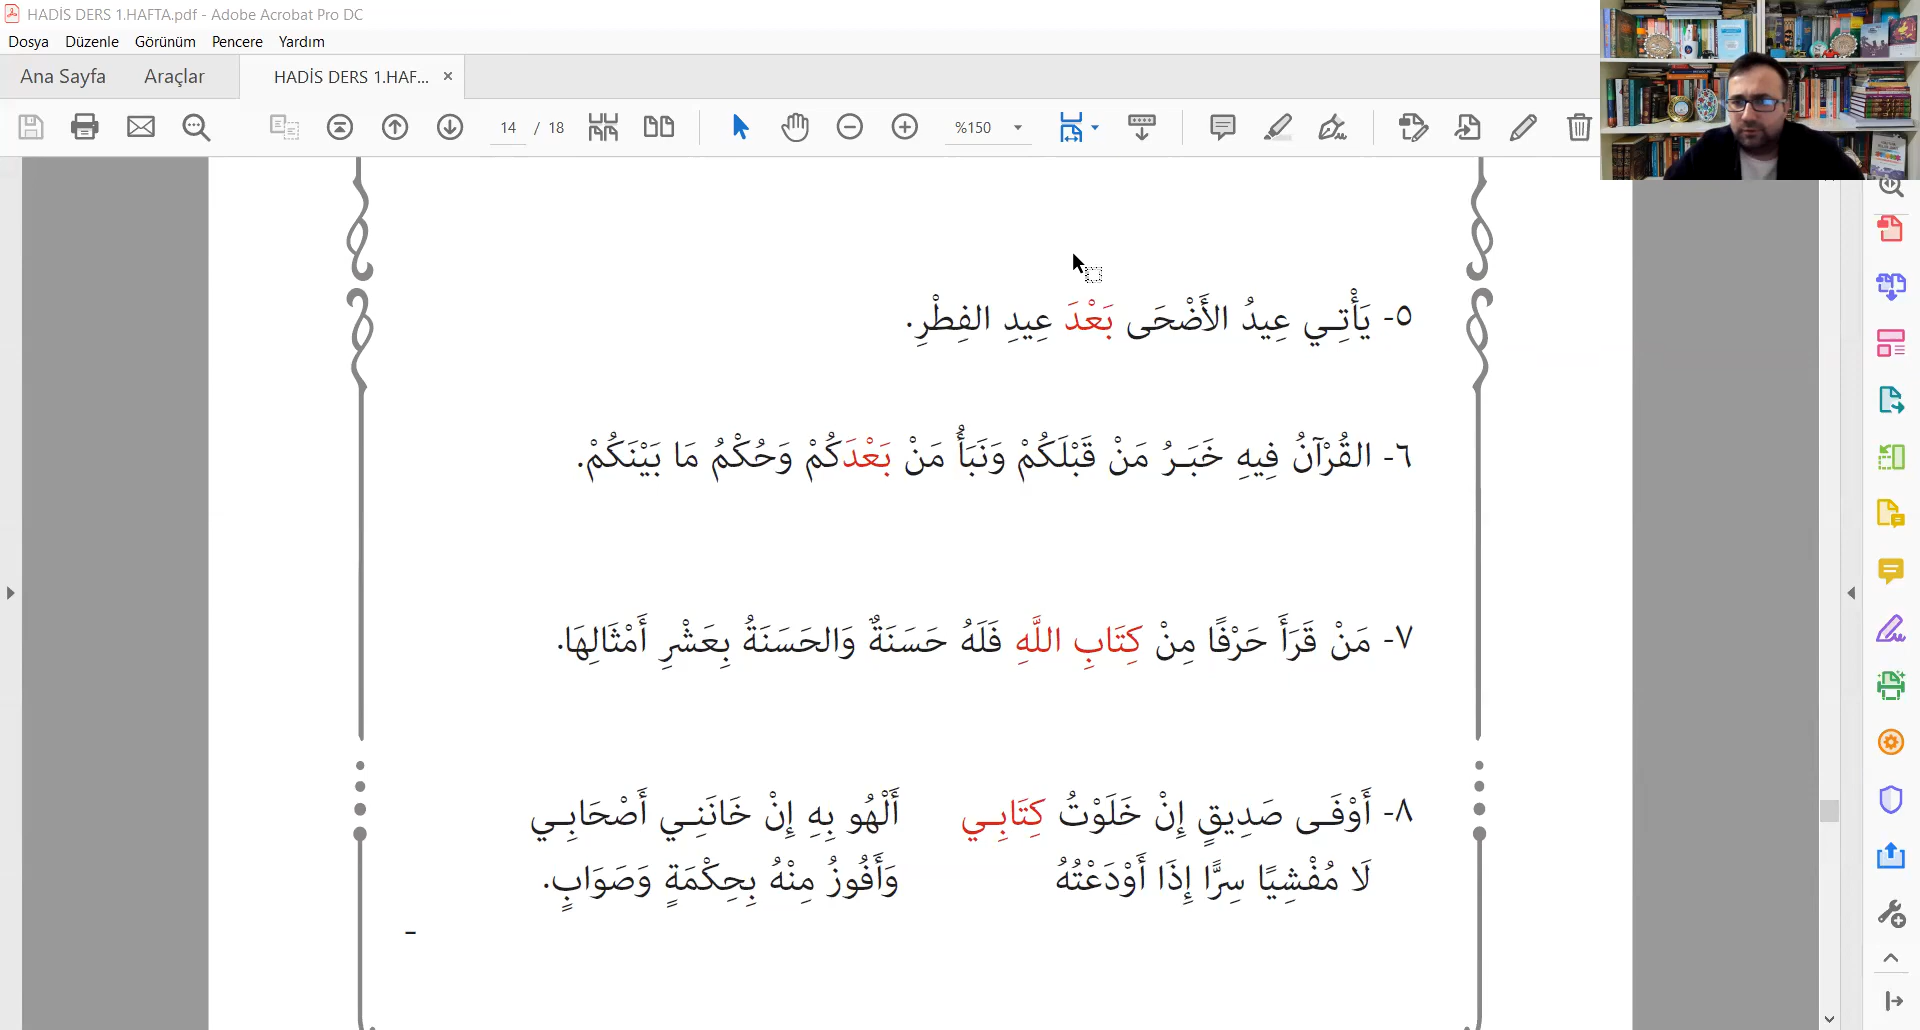 HADİS DERS 1.HAFTA.pdf - Adobe Acrobat Pro DC
Dosya Düzenle Görünüm Pencere Yardım
Ana Sayfa Araçlar HADİS DERS 1.HAF... ×
14 / 18 %150
٥- يَأْتِـي عِيدُ الأَضْحَى بَعْدَ عِيدِ الفِطْرِ.
٦- القُرْآنُ فِيهِ خَبَـرُ مَنْ قَبْلَكُمْ وَنَبَأُ مَنْ بَعْدَكُمْ وَحُكْمُ مَا بَيْنَكُمْ.
٧- مَنْ قَرَأَ حَرْفًا مِنْ كِتَابِ اللَّهِ فَلَهُ حَسَنَةٌ وَالحَسَنَةُ بِعَشْرِ أَمْثَالِهَا.
٨- أَوْفَـى صَدِيقٍ إِنْ خَلَوْتُ كِتَابِـي أَلْهُو بِهِ إِنْ خَانَنِـي أَصْحَابِـي
لَا مُفْشِيًا سِرًّا إِذَا أَوْدَعْتُهُ وَأَفُوزُ مِنْهُ بِحِكْمَةٍ وَصَوَابٍ.
-